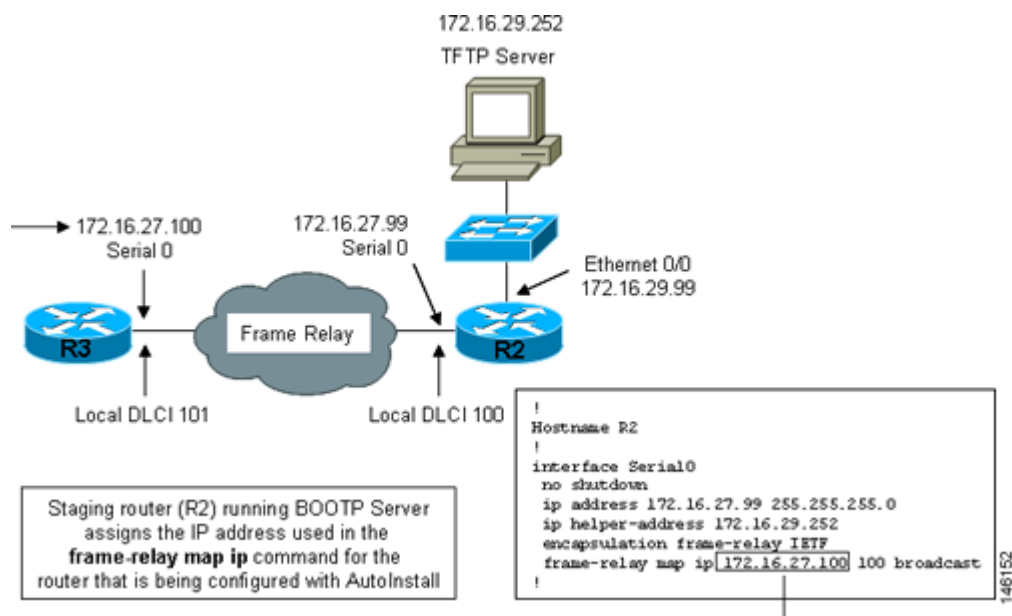 172.16.29.252
TFTP Server
172.16.27.100
Serial 0
172.16.27.99
Serial 0
Ethernet 0/0
172.16.29.99
Frame Relay
R3
R2
Local DLCI 101
Local DLCI 100
Staging router (R2) running BOOTP Server
assigns the IP address used in the
frame-relay map ip command for the
router that is being configured with AutoInstall
!
Hostname R2
!
interface Serial0
no shutdown
ip address 172.16.27.99 255.255.255.0
ip helper-address 172.16.29.252
encapsulation frame-relay IETF
frame-relay map ip 172.16.27.100 100 broadcast
!
146152